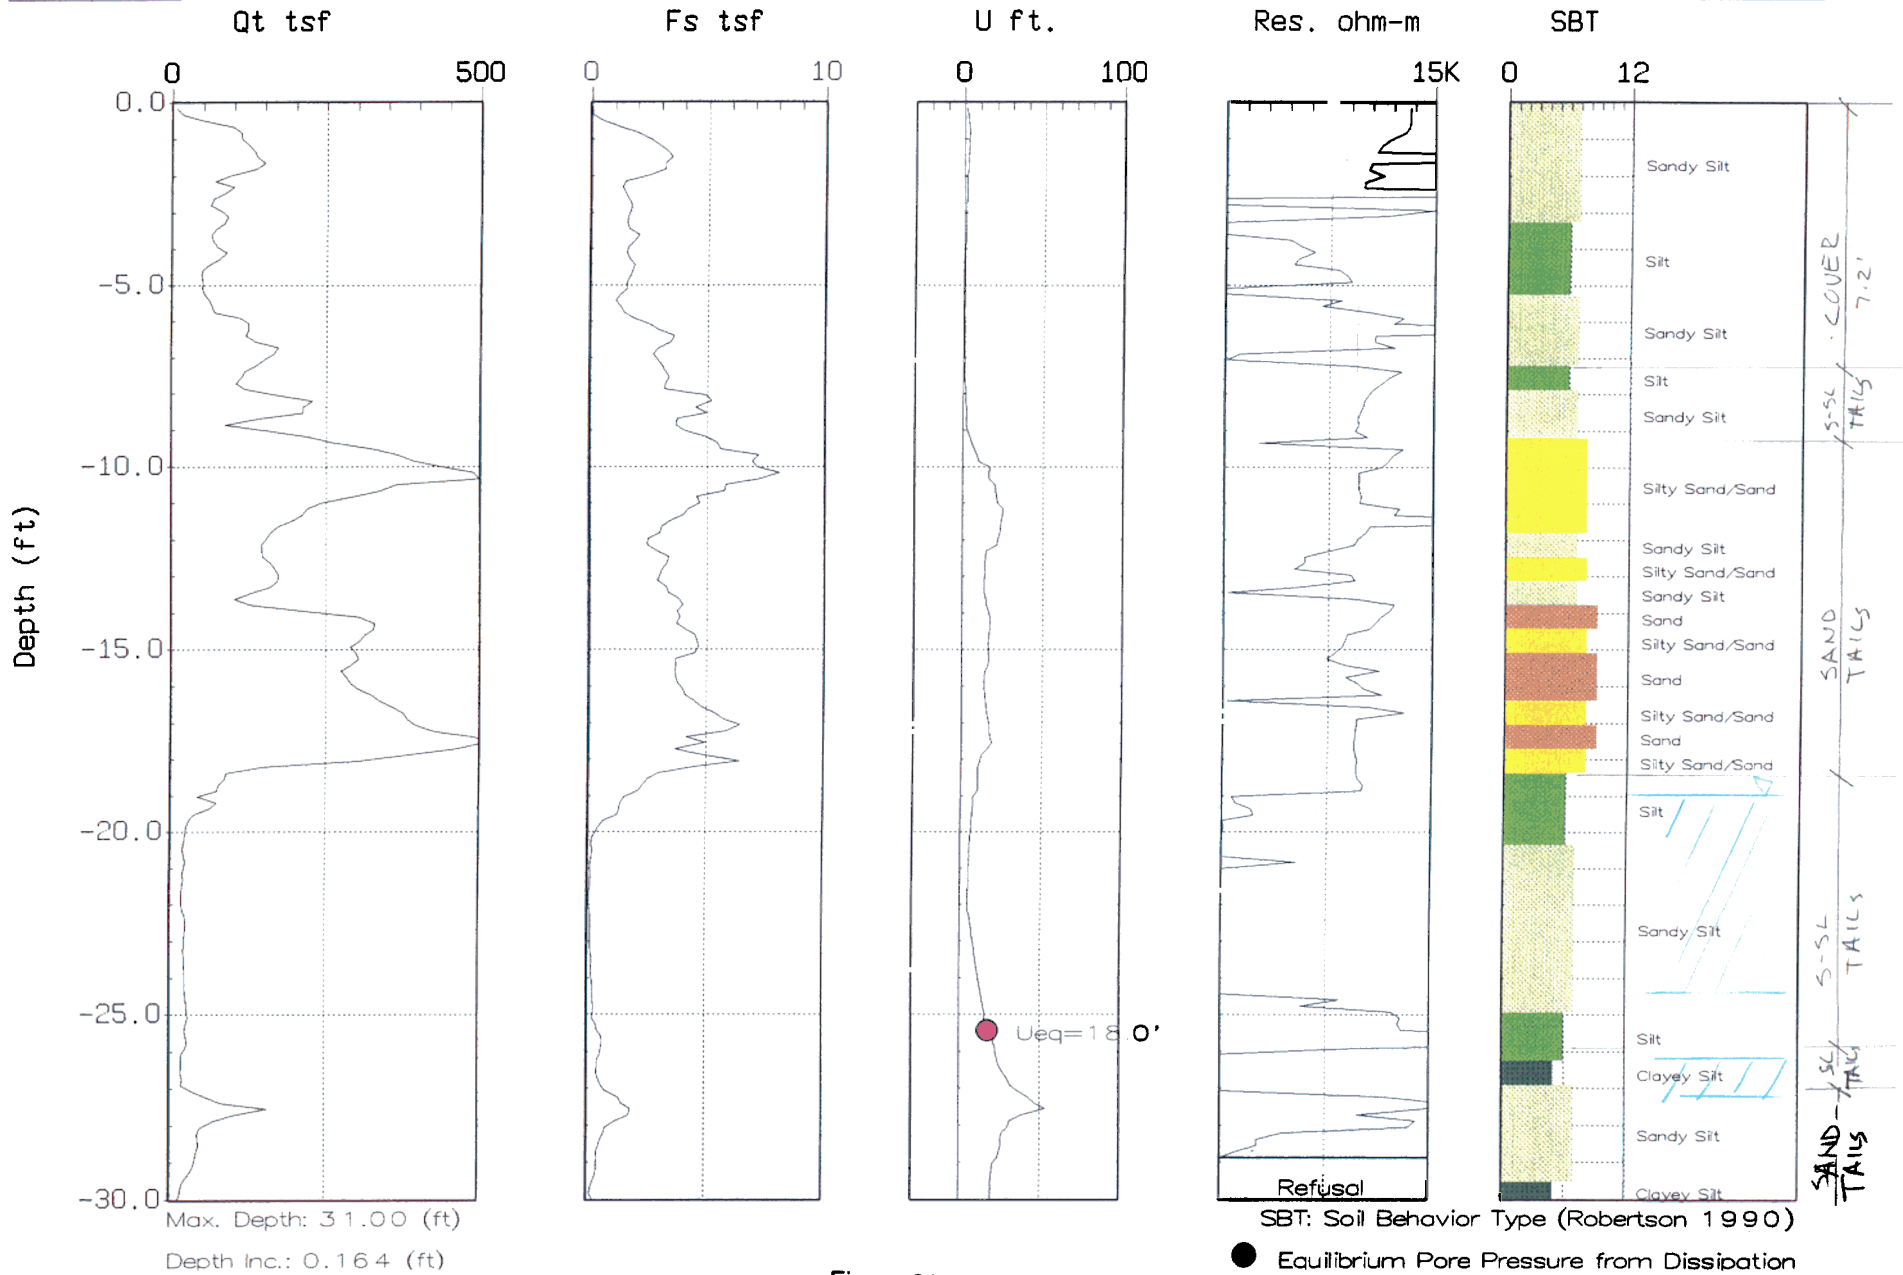 Qt tsf Fs tsf U ft. Res. ohm-m SBT
0 500 0 10 0 100 15K 0 12
0.0
Sandy Silt
Silt
-5.0
Sandy Silt
COVER
7.2'
Silt
Sandy Silt
S-SL
TAILS
-10.0
Silty Sand/Sand
Depth (ft)
Sandy Silt
Silty Sand/Sand
Sandy Silt
Sand
SAND
TAILS
Silty Sand/Sand
-15.0
Sand
Silty Sand/Sand
Sand
Silty Sand/Sand
Silt
-20.0
Sandy Silt
S-SL
TAILS
-25.0
Ueq=18.0'
Silt
SL
TAILS
Clayey Silt
Sandy Silt
SAND
TAILS
Refusal
Clayey Silt
-30.0
Max. Depth: 31.00 (ft)
SBT: Soil Behavior Type (Robertson 1990)
Depth Inc.: 0.164 (ft)
Equilibrium Pore Pressure from Dissipation